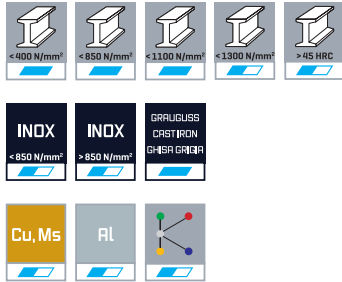 <400 N/mm² <850 N/mm² <1100 N/mm² <1300 N/mm² >45 HRC
INOX INOX GRAUGUSS
CAST IRON
GHISA GRIGIA
<850 N/mm² >850 N/mm²
Cu, Ms Al